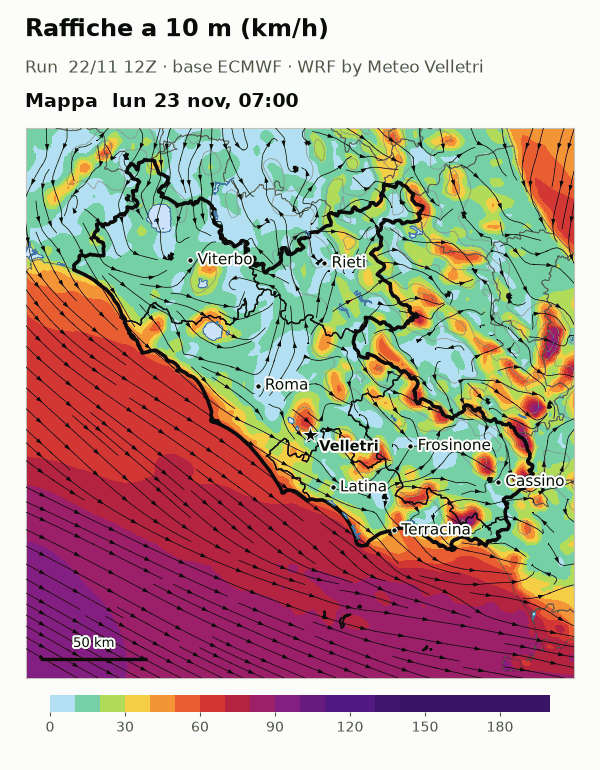 Raffiche a 10 m (km/h)
Run  22/11 12Z · base ECMWF · WRF by Meteo Velletri
Mappa  lun 23 nov, 07:00
Viterbo
Rieti
Roma
Velletri
Frosinone
Cassino
Latina
Terracina
50 km
0 30 60 90 120 150 180